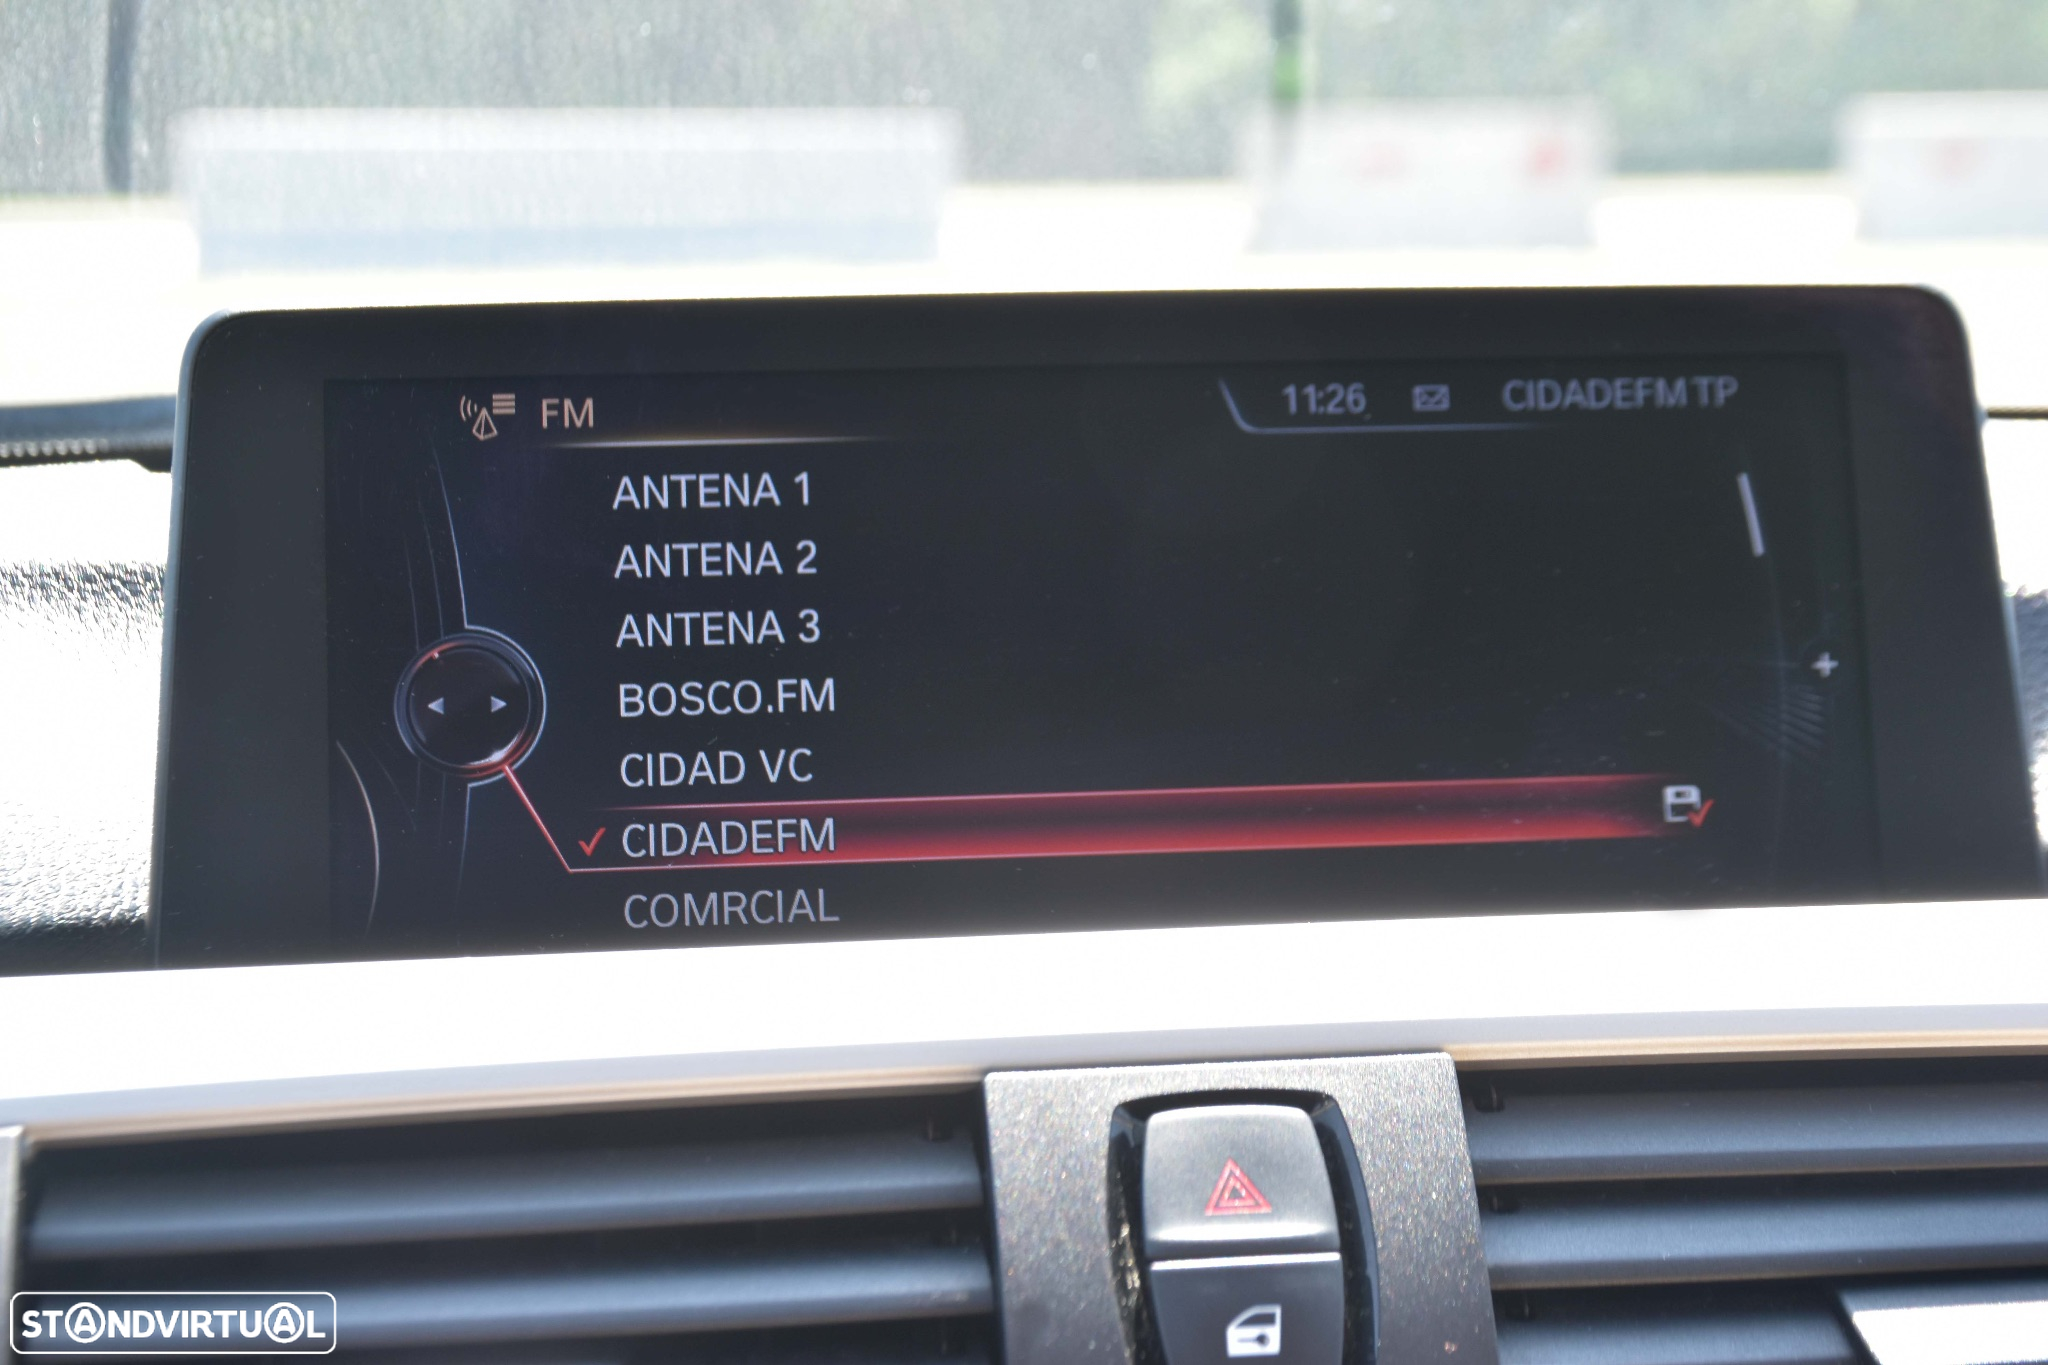 FM
11:26 CIDADEFM TP
ANTENA 1
ANTENA 2
ANTENA 3
BOSCO.FM
CIDAD VC
CIDADEFM
COMRCIAL
STANDVIRTUAL